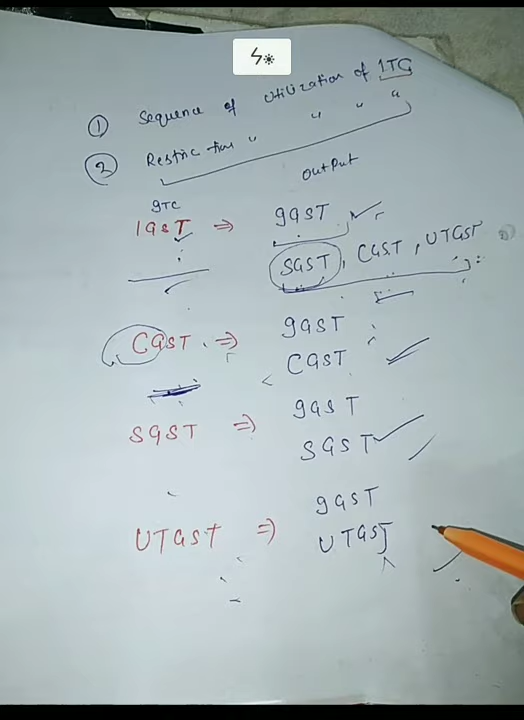 ① Sequence of utilization of ITC
② Restriction " " " "
output
ITC
IGST ⇒ IGST
SGST, CGST, UTGST
CGST ⇒ IGST
CGST
SGST ⇒ IGST
SGST
UTGST ⇒ IGST
UTGST